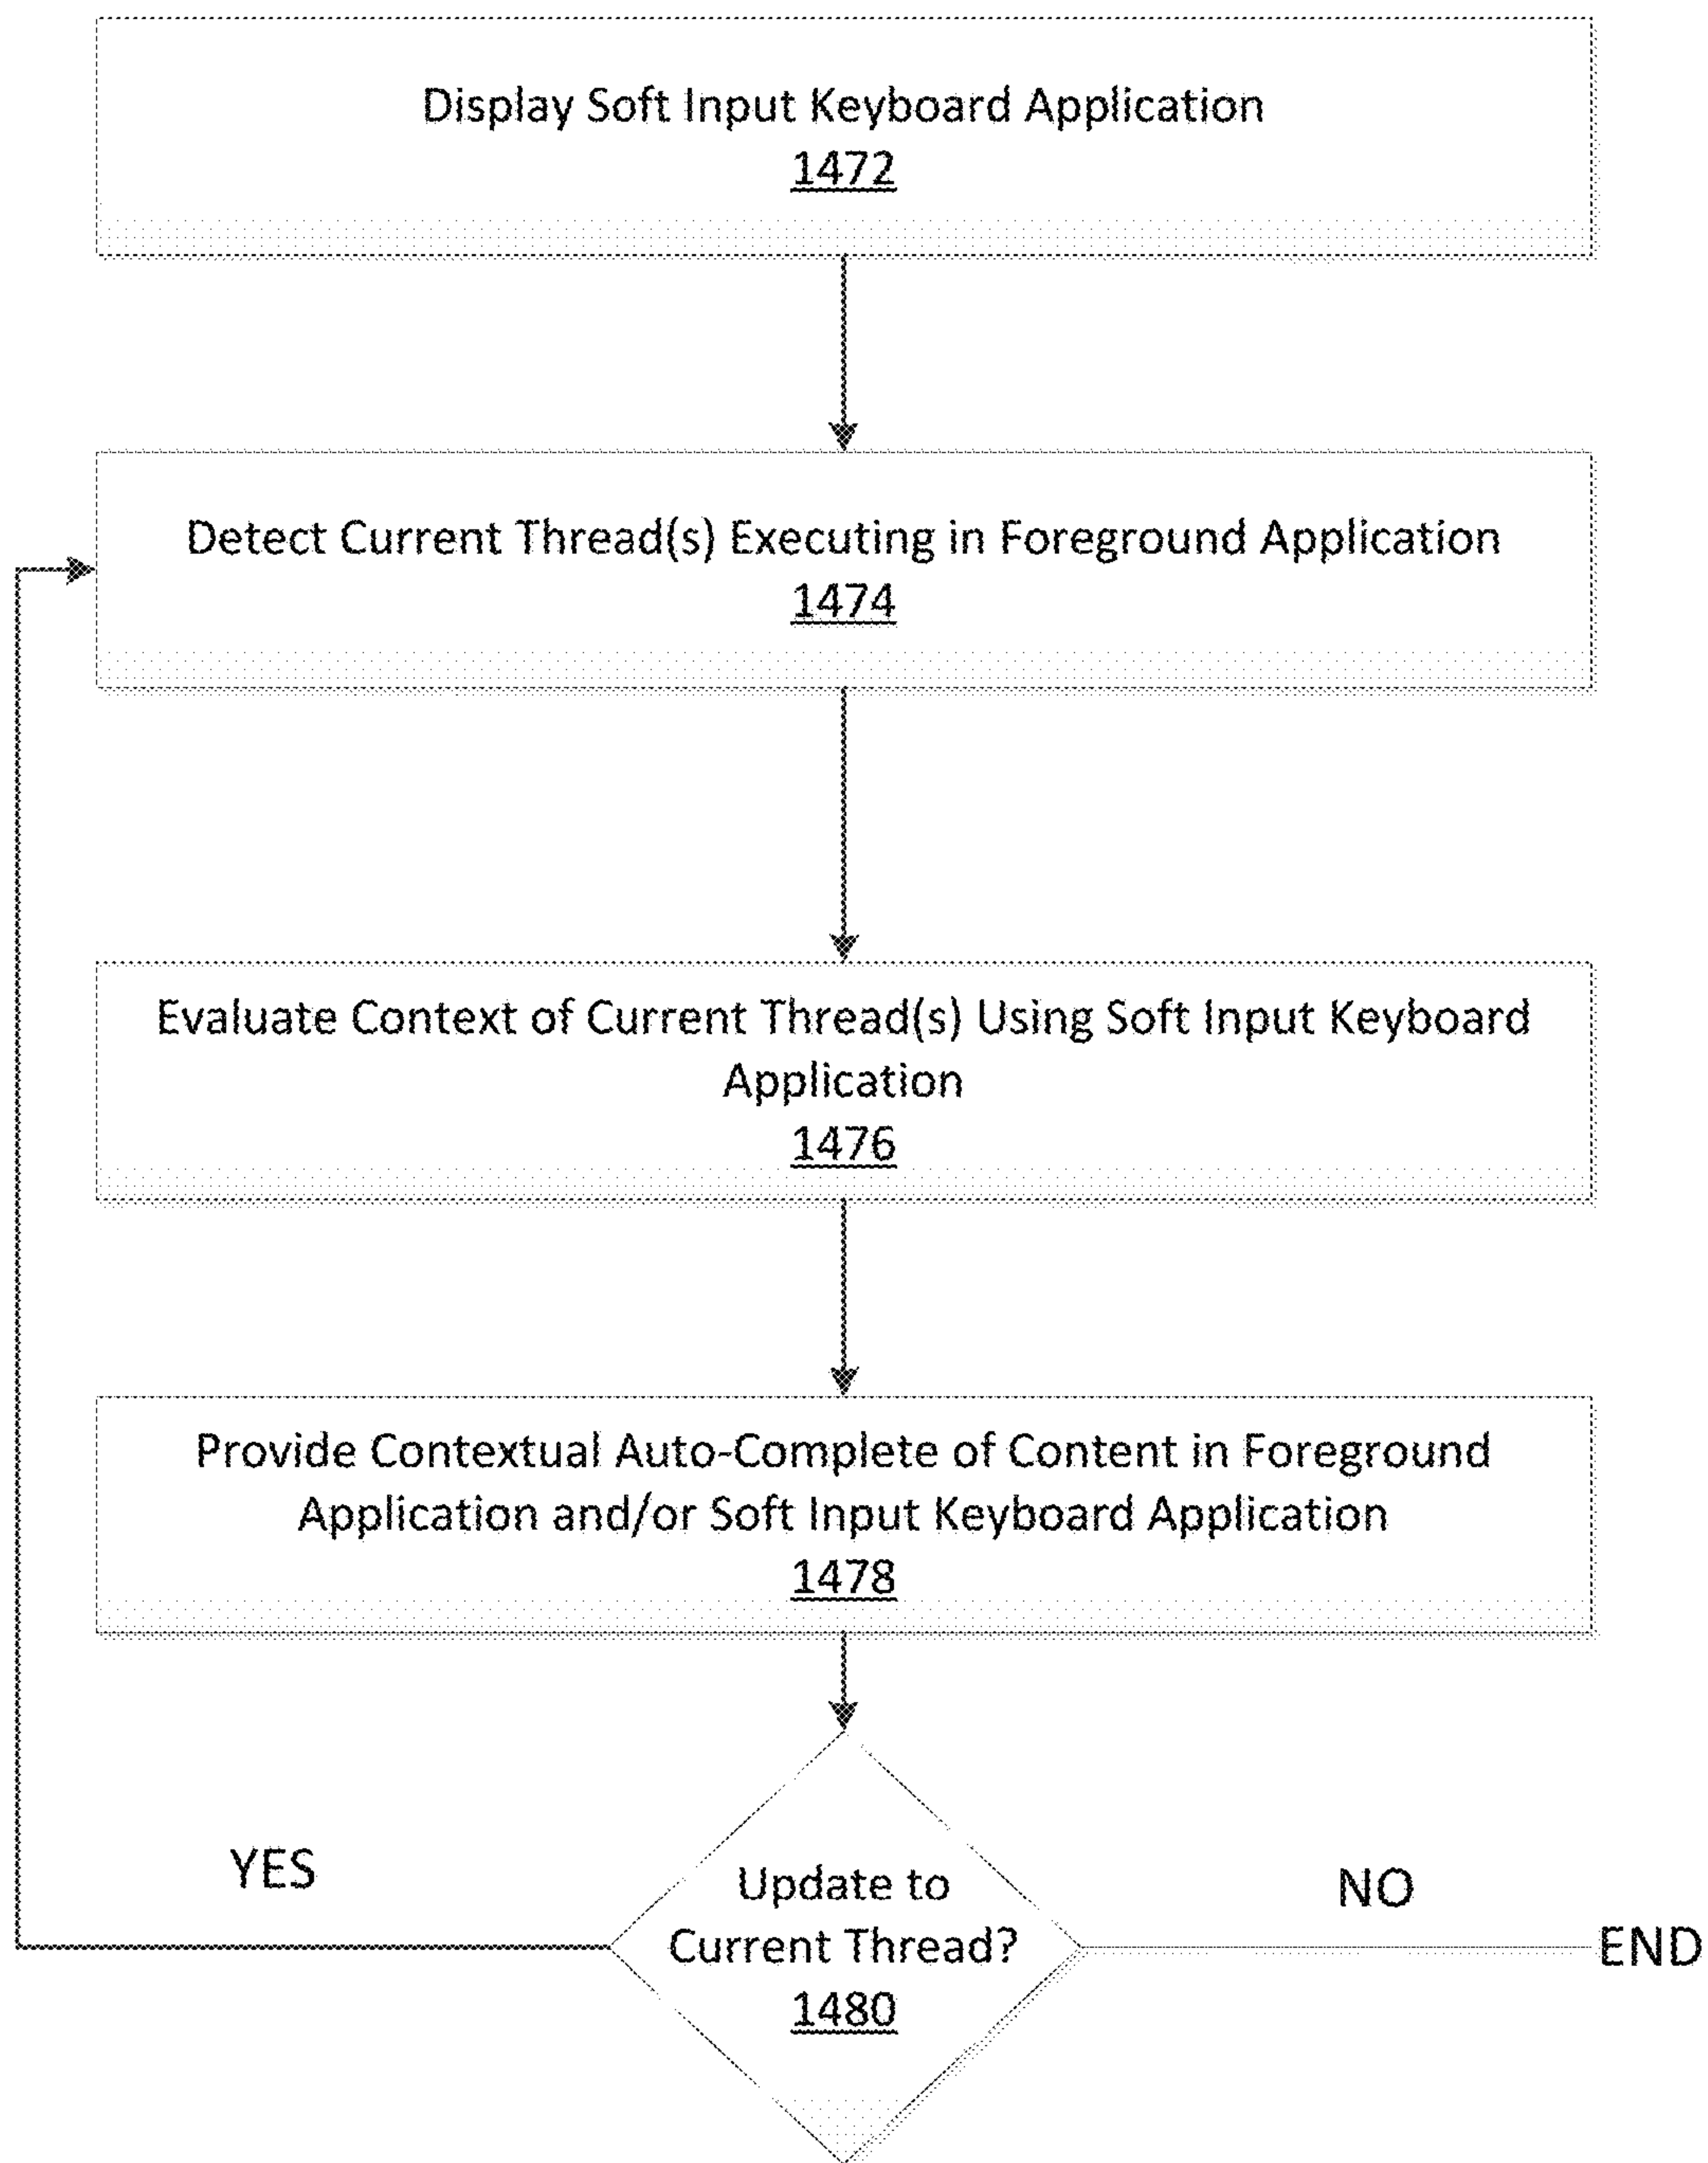 Display Soft Input Keyboard Application
1472
Detect Current Thread(s) Executing in Foreground Application
1474
Evaluate Context of Current Thread(s) Using Soft Input Keyboard
Application
1476
Provide Contextual Auto-Complete of Content in Foreground
Application and/or Soft Input Keyboard Application
1478
YES
Update to
Current Thread?
1480
NO
END